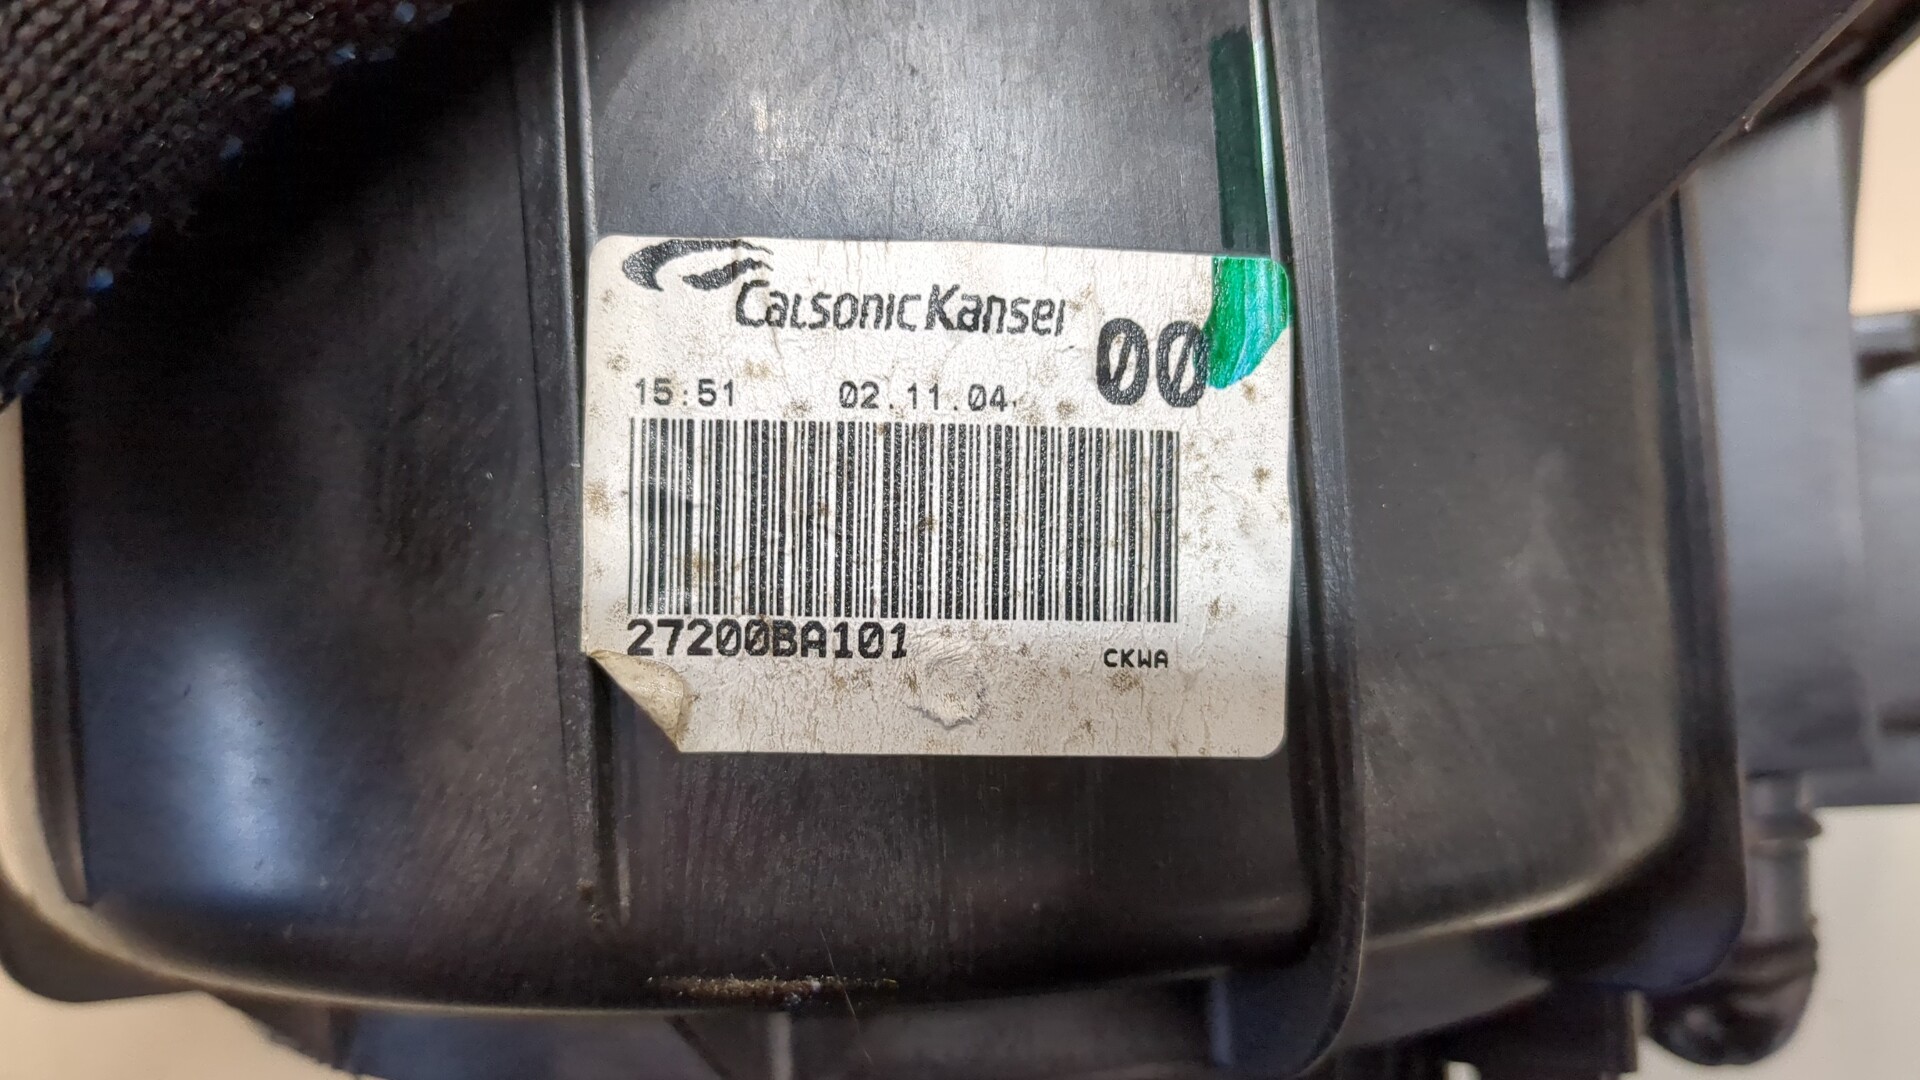 CalsonicKansei
00
15:51 02.11.04
27200BA101
CKWA